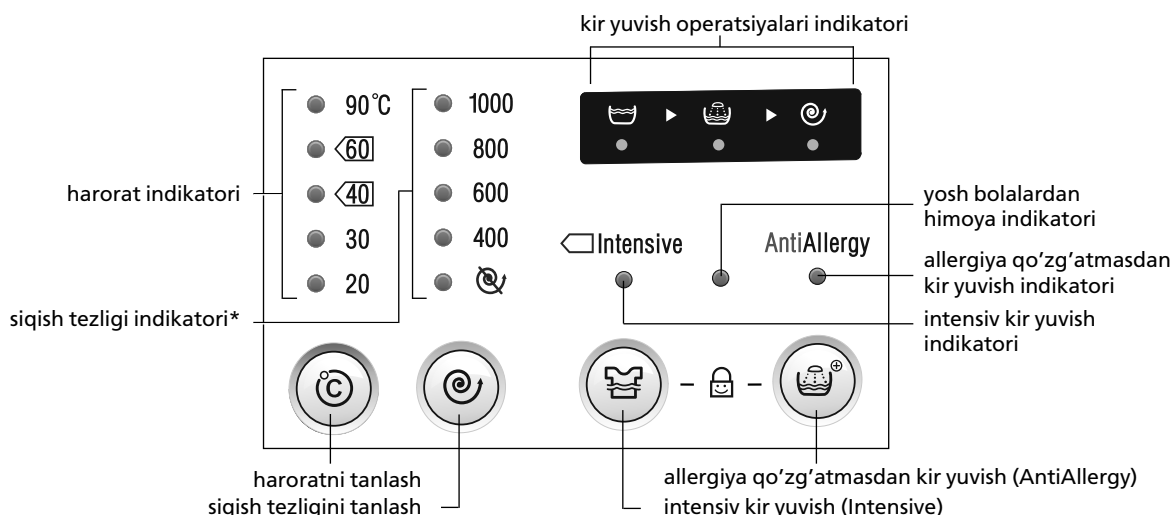 kir yuvish operatsiyalari indikatori
90°C
60
40
30
20
1000
800
600
400
harorat indikatori
siqish tezligi indikatori*
Intensive
AntiAllergy
yosh bolalardan
himoya indikatori
allergiya qo'zg'atmasdan
kir yuvish indikatori
intensiv kir yuvish
indikatori
°C
haroratni tanlash
siqish tezligini tanlash
allergiya qo'zg'atmasdan kir yuvish (AntiAllergy)
intensiv kir yuvish (Intensive)